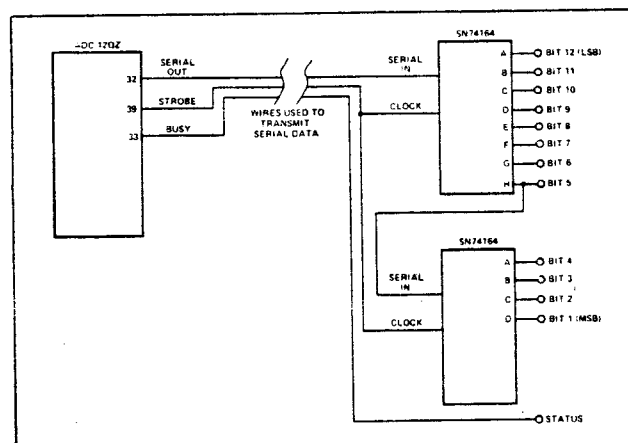 ADC 12QZ
SERIAL
OUT
32
STROBE
39
BUSY
33
WIRES USED TO
TRANSMIT
SERIAL DATA
SN74164
SERIAL
IN
CLOCK
A BIT 12 (LSB)
B BIT 11
C BIT 10
D BIT 9
E BIT 8
F BIT 7
G BIT 6
H BIT 5
SN74164
SERIAL
IN
CLOCK
A BIT 4
B BIT 3
C BIT 2
D BIT 1 (MSB)
STATUS